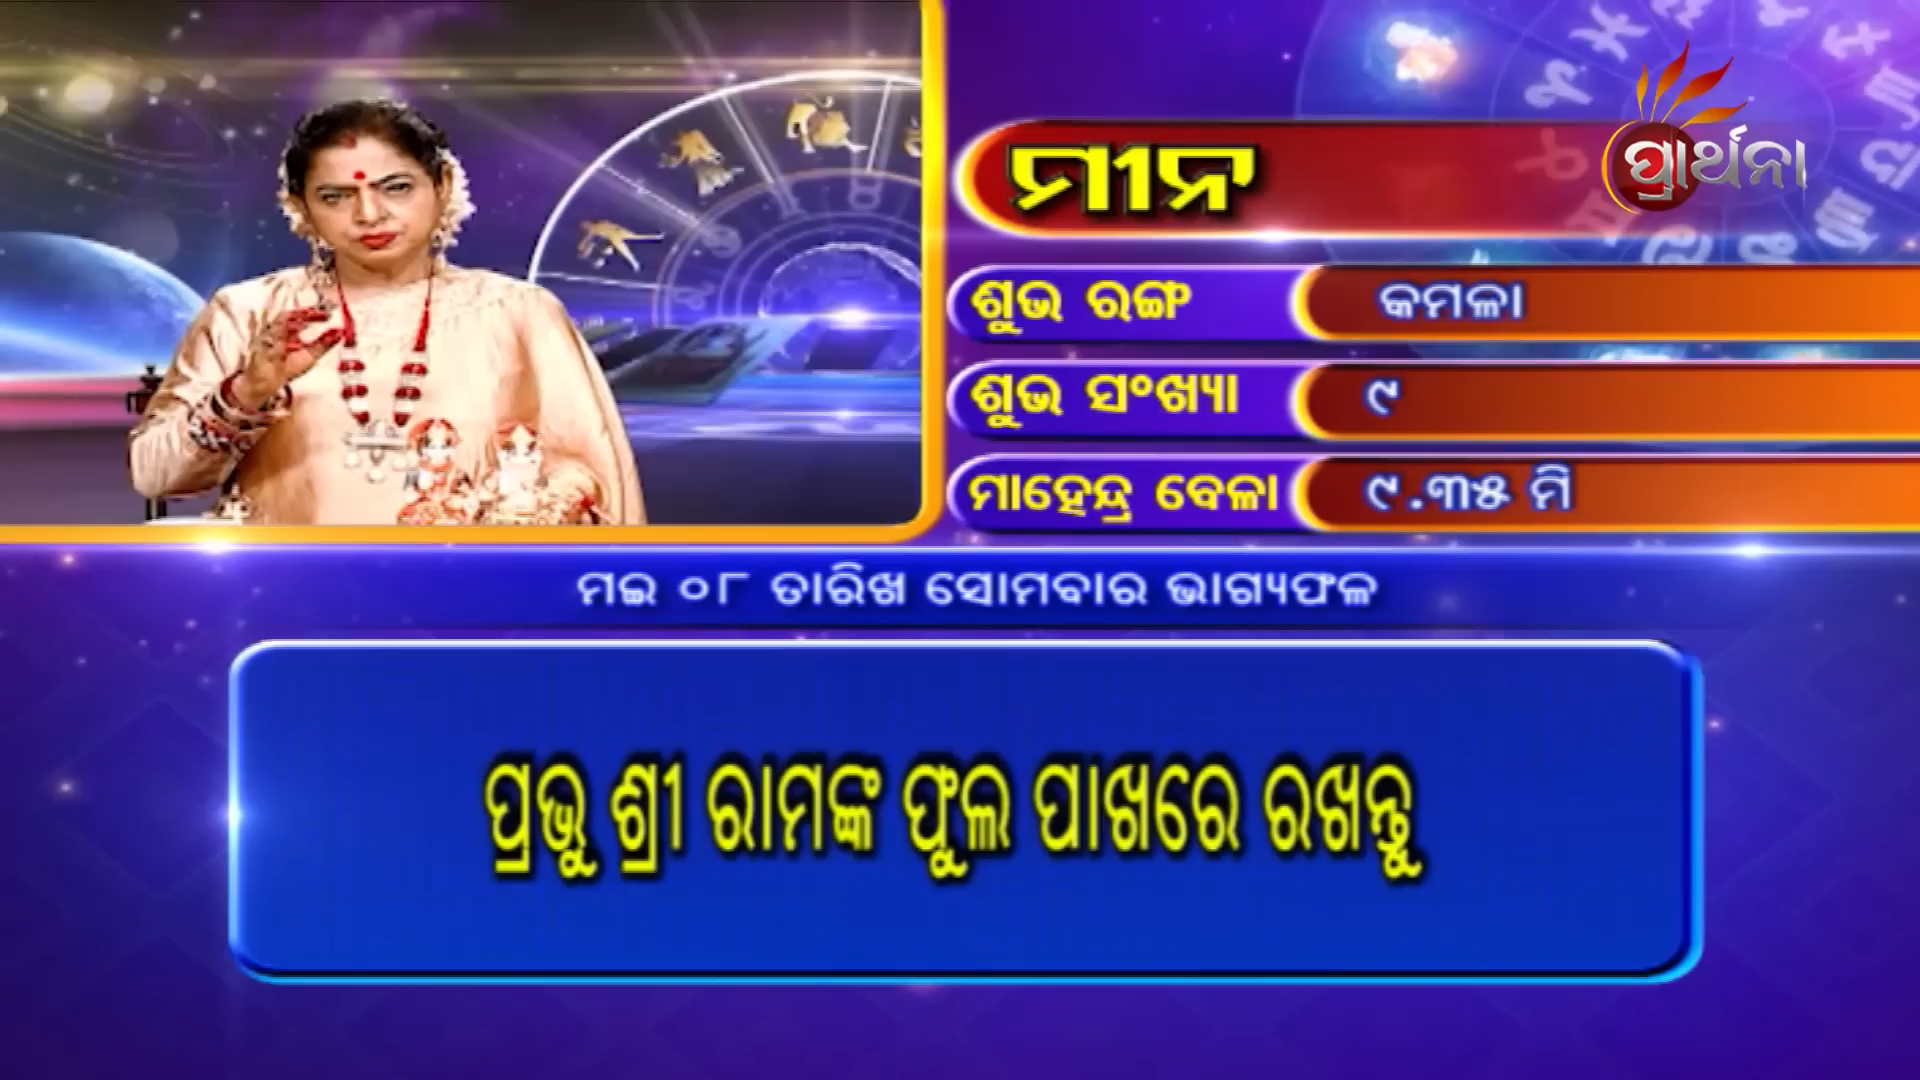 ମୀନ
ପ୍ରାର୍ଥନା
ଶୁଭ ରଙ୍ଗ କମଳା
ଶୁଭ ସଂଖ୍ୟା ୯
ମାହେନ୍ଦ୍ର ବେଳା ୯.୩୫ ମି
ମଇ ୦୮ ତାରିଖ ସୋମବାର ଭାଗ୍ୟଫଳ
ପ୍ରଭୁ ଶ୍ରୀ ରାମଙ୍କ ଫୁଲ ପାଖରେ ରଖନ୍ତୁ